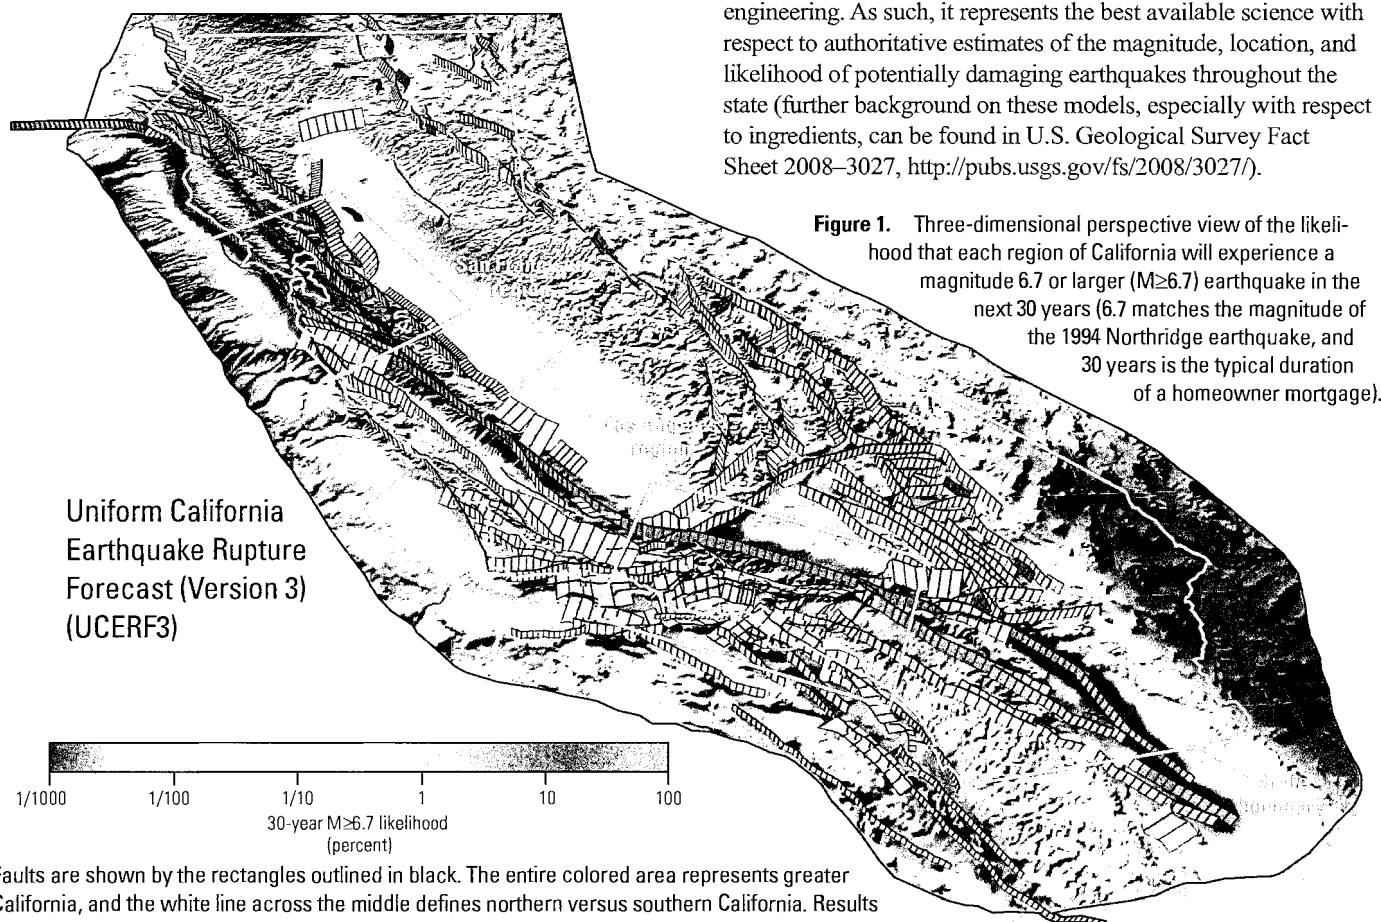 engineering. As such, it represents the best available science with
respect to authoritative estimates of the magnitude, location, and
likelihood of potentially damaging earthquakes throughout the
state (further background on these models, especially with respect
to ingredients, can be found in U.S. Geological Survey Fact
Sheet 2008–3027, http://pubs.usgs.gov/fs/2008/3027/).
Figure 1. Three-dimensional perspective view of the likeli-
hood that each region of California will experience a
magnitude 6.7 or larger (M≥6.7) earthquake in the
next 30 years (6.7 matches the magnitude of
the 1994 Northridge earthquake, and
30 years is the typical duration
of a homeowner mortgage).
region
boundary
Uniform California
Earthquake Rupture
Forecast (Version 3)
(UCERF3)
1/1000 1/100 1/10 1 10 100
30-year M≥6.7 likelihood
(percent)
Faults are shown by the rectangles outlined in black. The entire colored area represents greater
California, and the white line across the middle defines northern versus southern California. Results